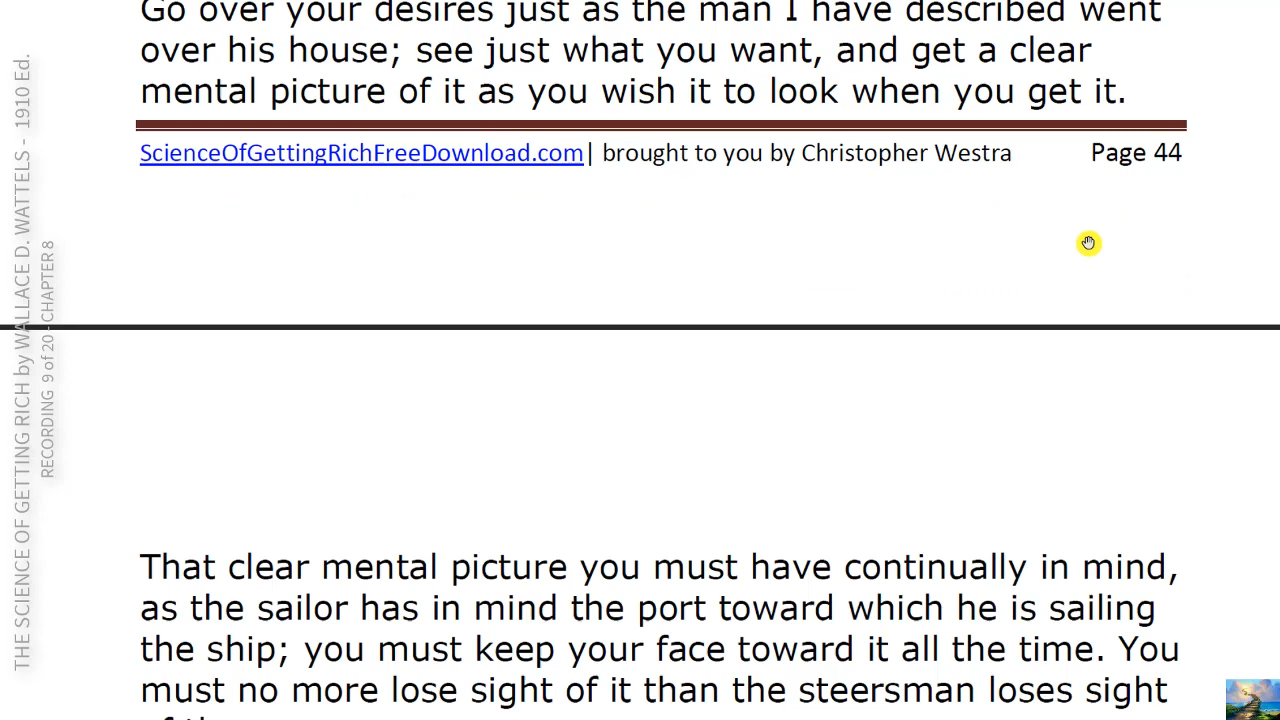 Go over your desires just as the man I have described went
over his house; see just what you want, and get a clear
mental picture of it as you wish it to look when you get it.
ScienceOfGettingRichFreeDownload.com| brought to you by Christopher Westra Page 44
THE SCIENCE OF GETTING RICH by WALLACE D. WATTELS - 1910 Ed.
RECORDING 9 of 20 - CHAPTER 8
That clear mental picture you must have continually in mind,
as the sailor has in mind the port toward which he is sailing
the ship; you must keep your face toward it all the time. You
must no more lose sight of it than the steersman loses sight